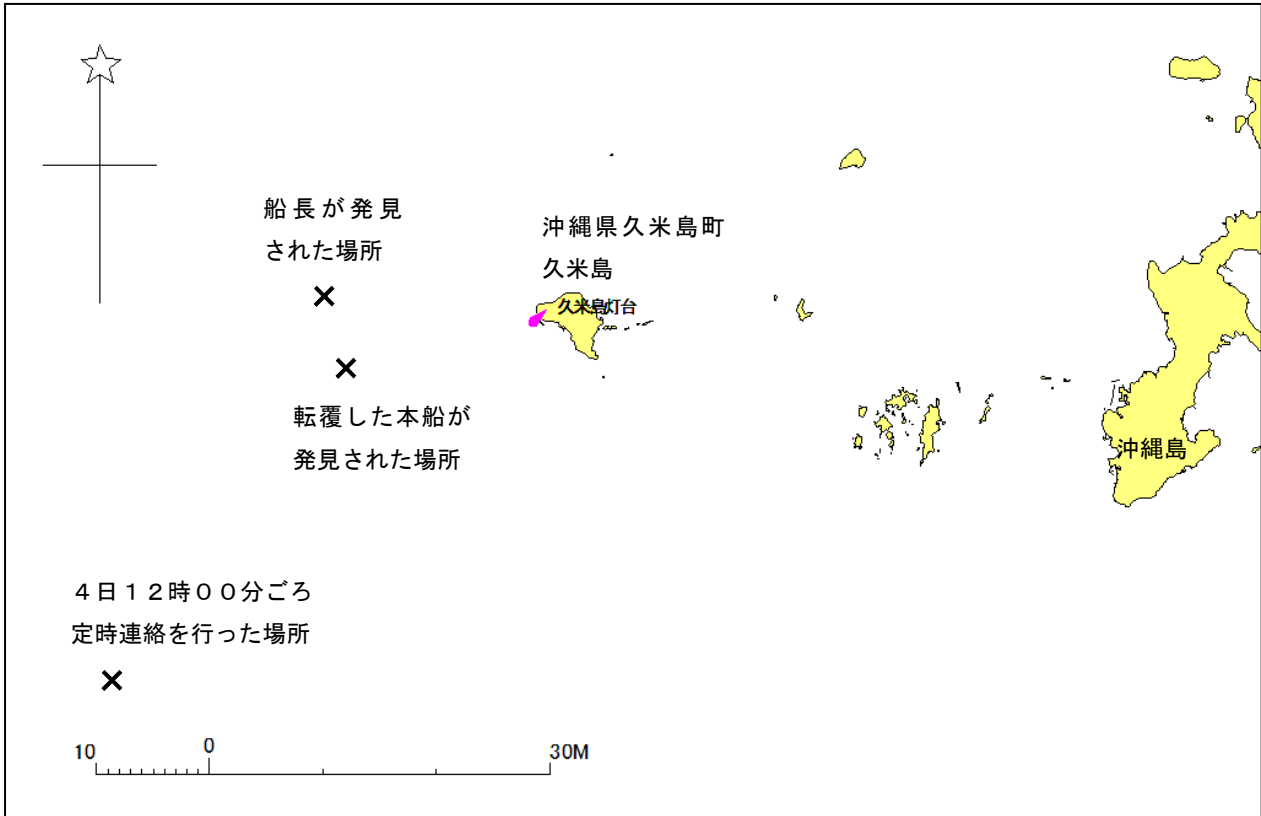 船長が発見
された場所
沖縄県久米島町
久米島
久米島灯台
転覆した本船が
発見された場所
沖縄島
４日１２時００分ごろ
定時連絡を行った場所
10 0 30M